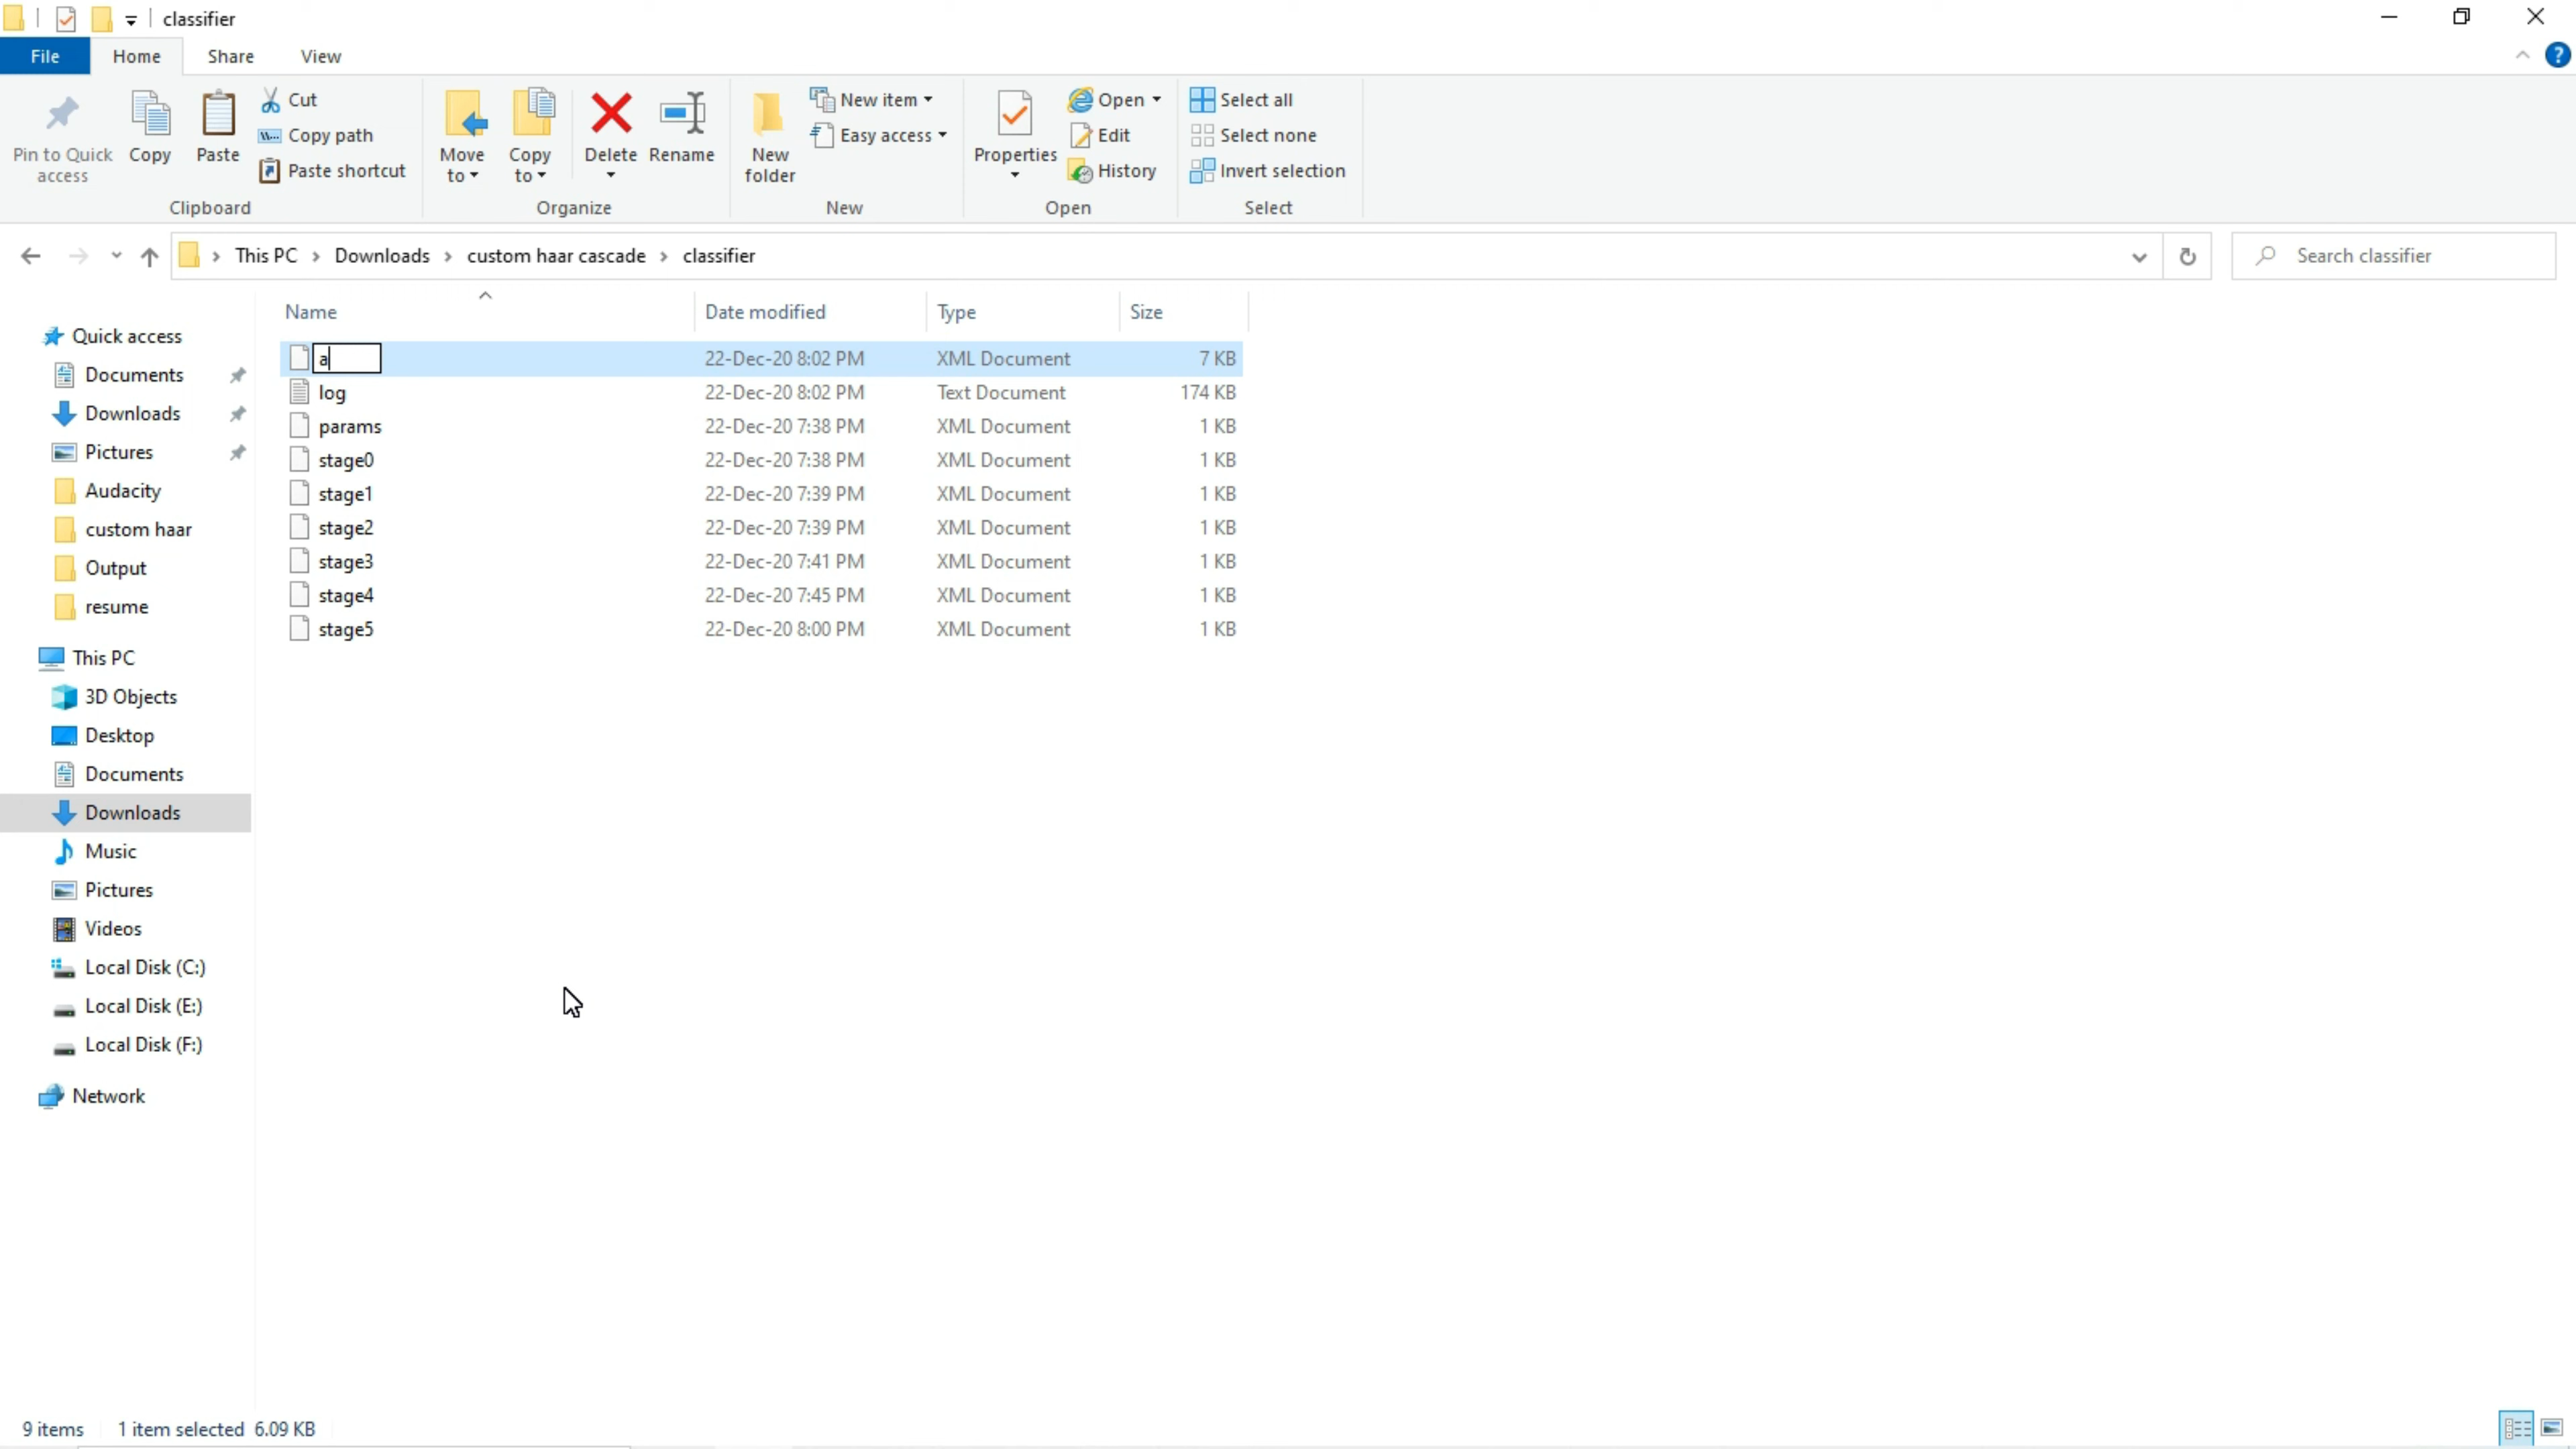 classifier
File Home Share View
Pin to Quick access
Copy
Paste
Cut
Copy path
Paste shortcut
Clipboard
Move to
Copy to
Delete
Rename
Organize
New folder
New item
Easy access
New
Properties
Open
Edit
History
Open
Select all
Select none
Invert selection
Select
This PC > Downloads > custom haar cascade > classifier
Search classifier
Name Date modified Type Size
a 22-Dec-20 8:02 PM XML Document 7 KB
log 22-Dec-20 8:02 PM Text Document 174 KB
params 22-Dec-20 7:38 PM XML Document 1 KB
stage0 22-Dec-20 7:38 PM XML Document 1 KB
stage1 22-Dec-20 7:39 PM XML Document 1 KB
stage2 22-Dec-20 7:39 PM XML Document 1 KB
stage3 22-Dec-20 7:41 PM XML Document 1 KB
stage4 22-Dec-20 7:45 PM XML Document 1 KB
stage5 22-Dec-20 8:00 PM XML Document 1 KB
Quick access
Documents
Downloads
Pictures
Audacity
custom haar
Output
resume
This PC
3D Objects
Desktop
Documents
Downloads
Music
Pictures
Videos
Local Disk (C:)
Local Disk (E:)
Local Disk (F:)
Network
9 items 1 item selected 6.09 KB